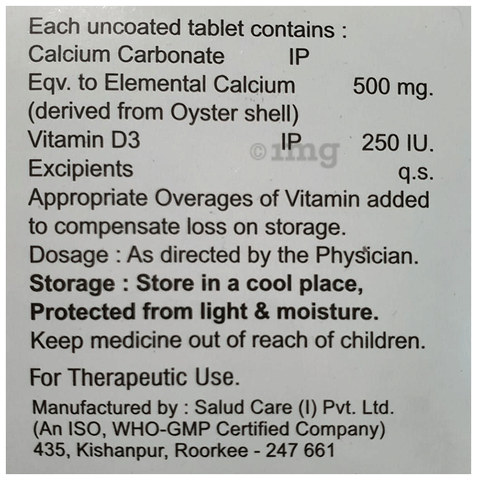 Each uncoated tablet contains :
Calcium Carbonate IP
Eqv. to Elemental Calcium 500 mg.
(derived from Oyster shell)
Vitamin D3 IP 250 IU.
©1mg
Excipients q.s.
Appropriate Overages of Vitamin added
to compensate loss on storage.
Dosage : As directed by the Physician.
Storage : Store in a cool place,
Protected from light & moisture.
Keep medicine out of reach of children.
For Therapeutic Use.
Manufactured by : Salud Care (I) Pvt. Ltd.
(An ISO, WHO-GMP Certified Company)
435, Kishanpur, Roorkee - 247 661